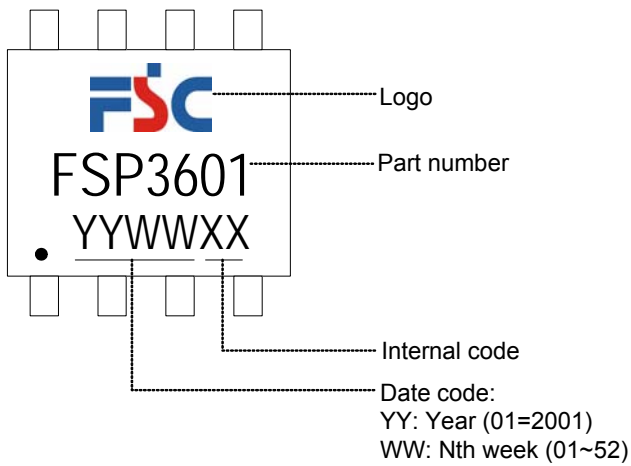 FSC
Logo
FSP3601
Part number
YYWWXX
Internal code
Date code:
YY: Year (01=2001)
WW: Nth week (01~52)